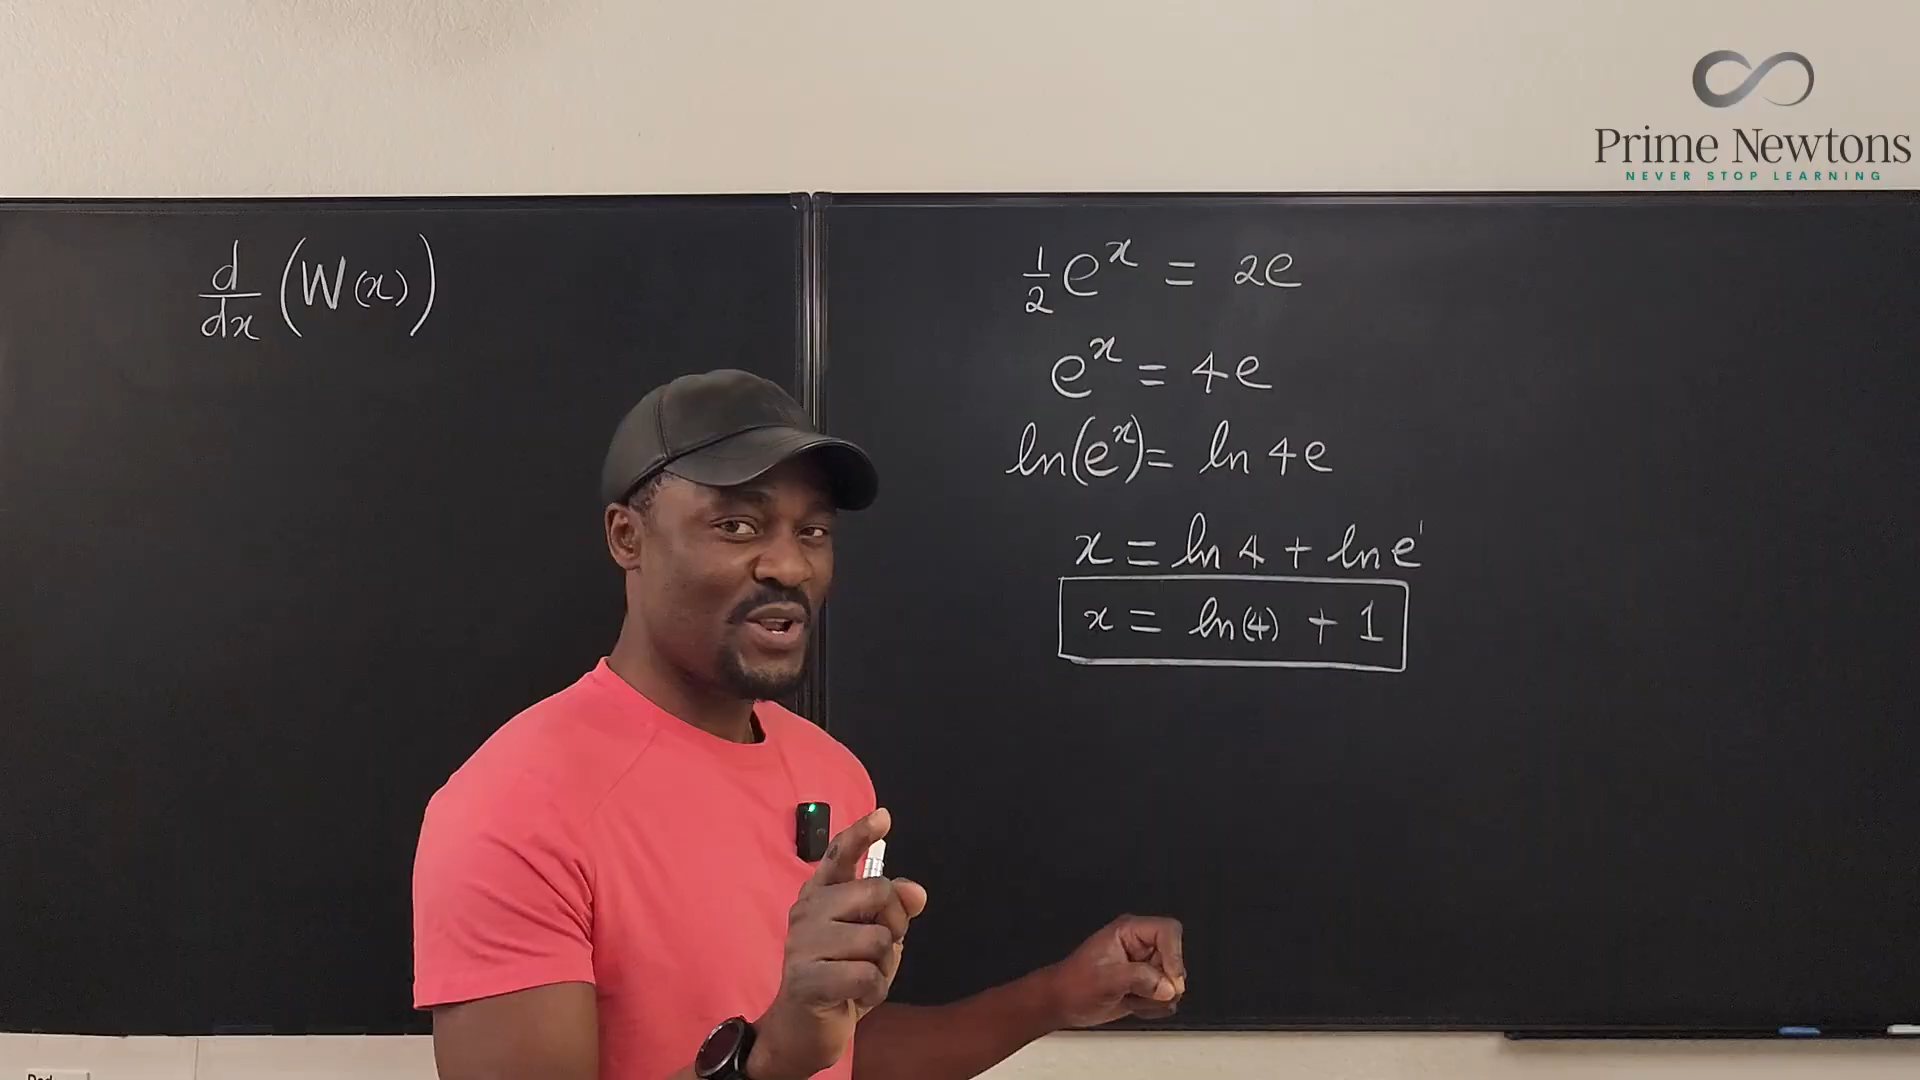 Prime Newtons
NEVER STOP LEARNING
d/dx (W(x))
½e^x = 2e
e^x = 4e
ln(e^x) = ln 4e
x = ln 4 + ln e^1
x = ln(4) + 1